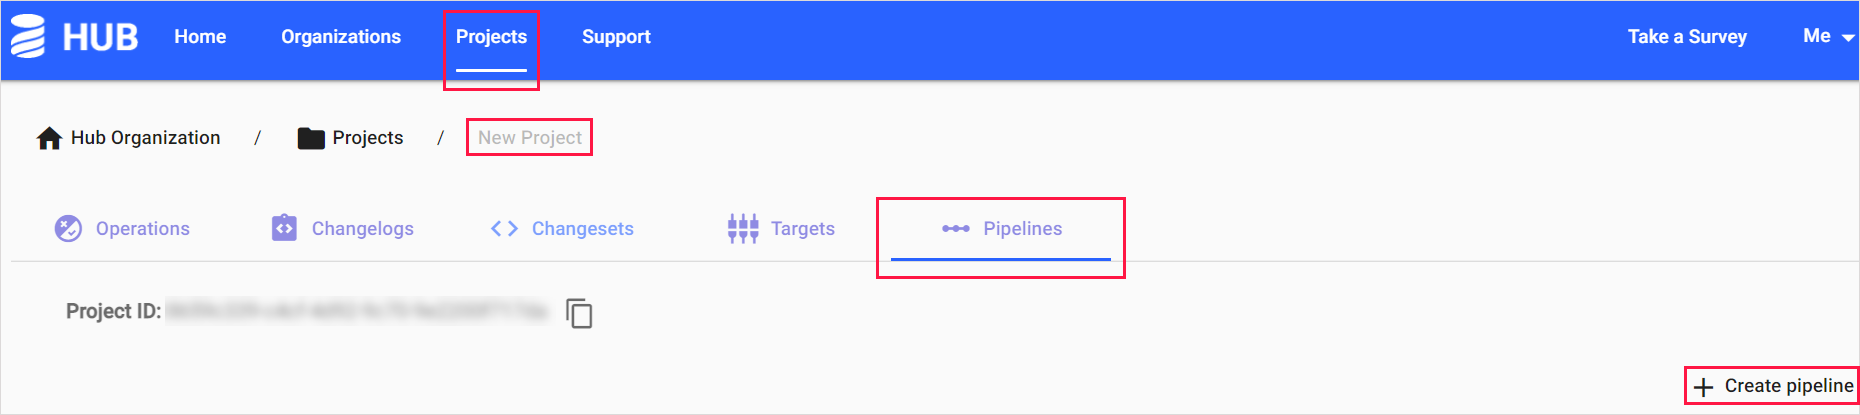 HUB Home Organizations Projects Support Take a Survey Me
Hub Organization / Projects / New Project
Operations Changelogs Changesets Targets Pipelines
Project ID:
Create pipeline